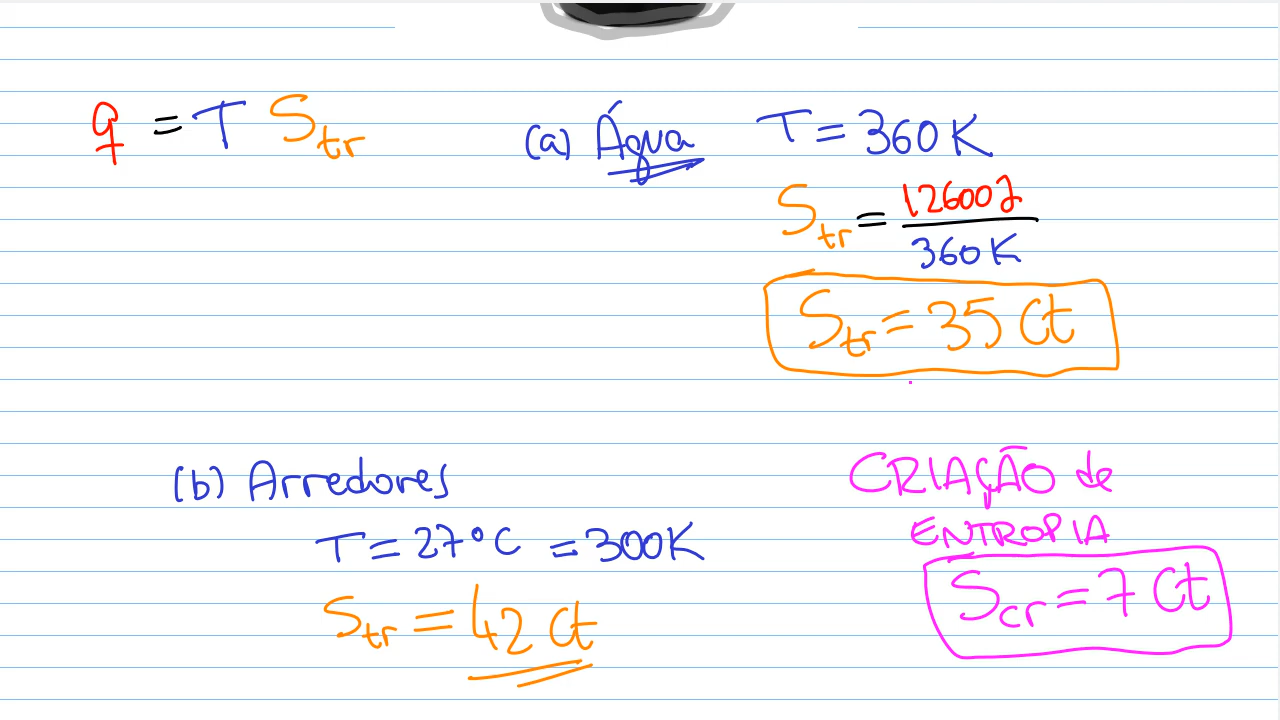 q = T Str
(a) Água T = 360 K
Str = 12600J / 360K
Str = 35 Ct
(b) Arredores
T = 27°C = 300K
Str = 42 Ct
CRIAÇÃO de
ENTROPIA
Scr = 7 Ct